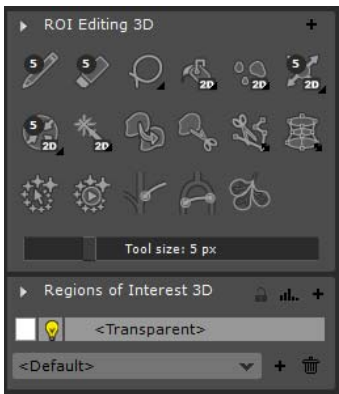 ROI Editing 3D
5 5 2D 2D 5 2D
5 2D 2D
Tool size: 5 px
Regions of Interest 3D
<Transparent>
<Default>